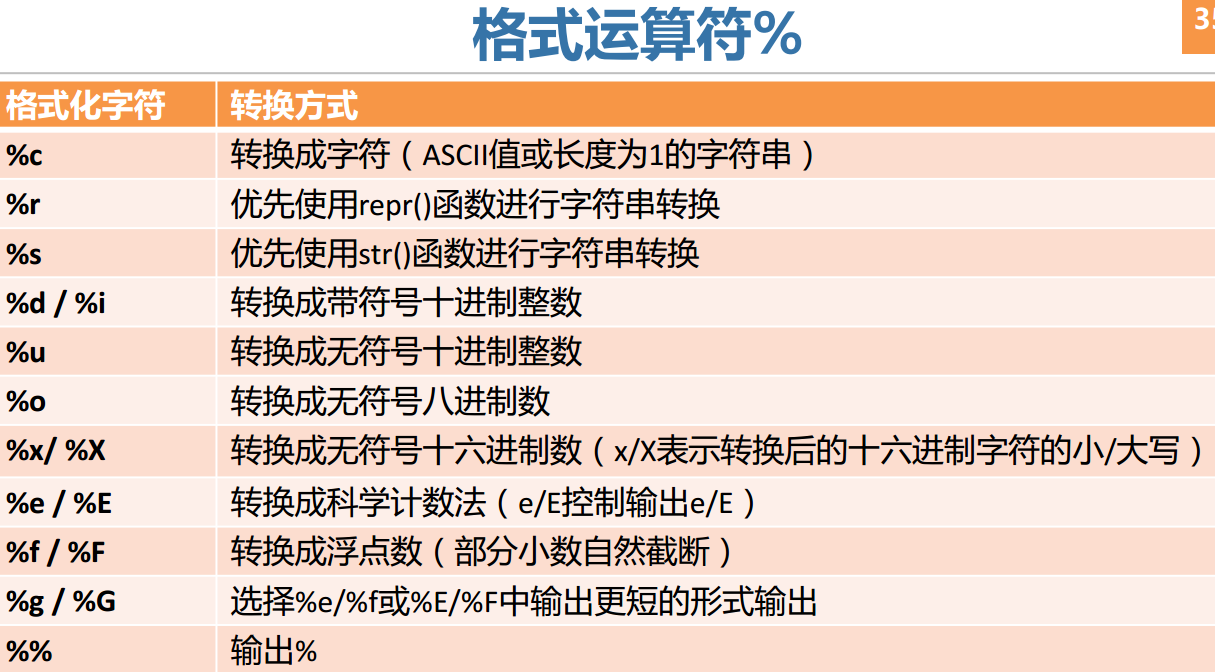 格式运算符%
格式化字符 转换方式
%c 转换成字符（ASCII值或长度为1的字符串）
%r 优先使用repr()函数进行字符串转换
%s 优先使用str()函数进行字符串转换
%d / %i 转换成带符号十进制整数
%u 转换成无符号十进制整数
%o 转换成无符号八进制数
%x/ %X 转换成无符号十六进制数（x/X表示转换后的十六进制字符的小/大写）
%e / %E 转换成科学计数法（e/E控制输出e/E）
%f / %F 转换成浮点数（部分小数自然截断）
%g / %G 选择%e/%f或%E/%F中输出更短的形式输出
%% 输出%